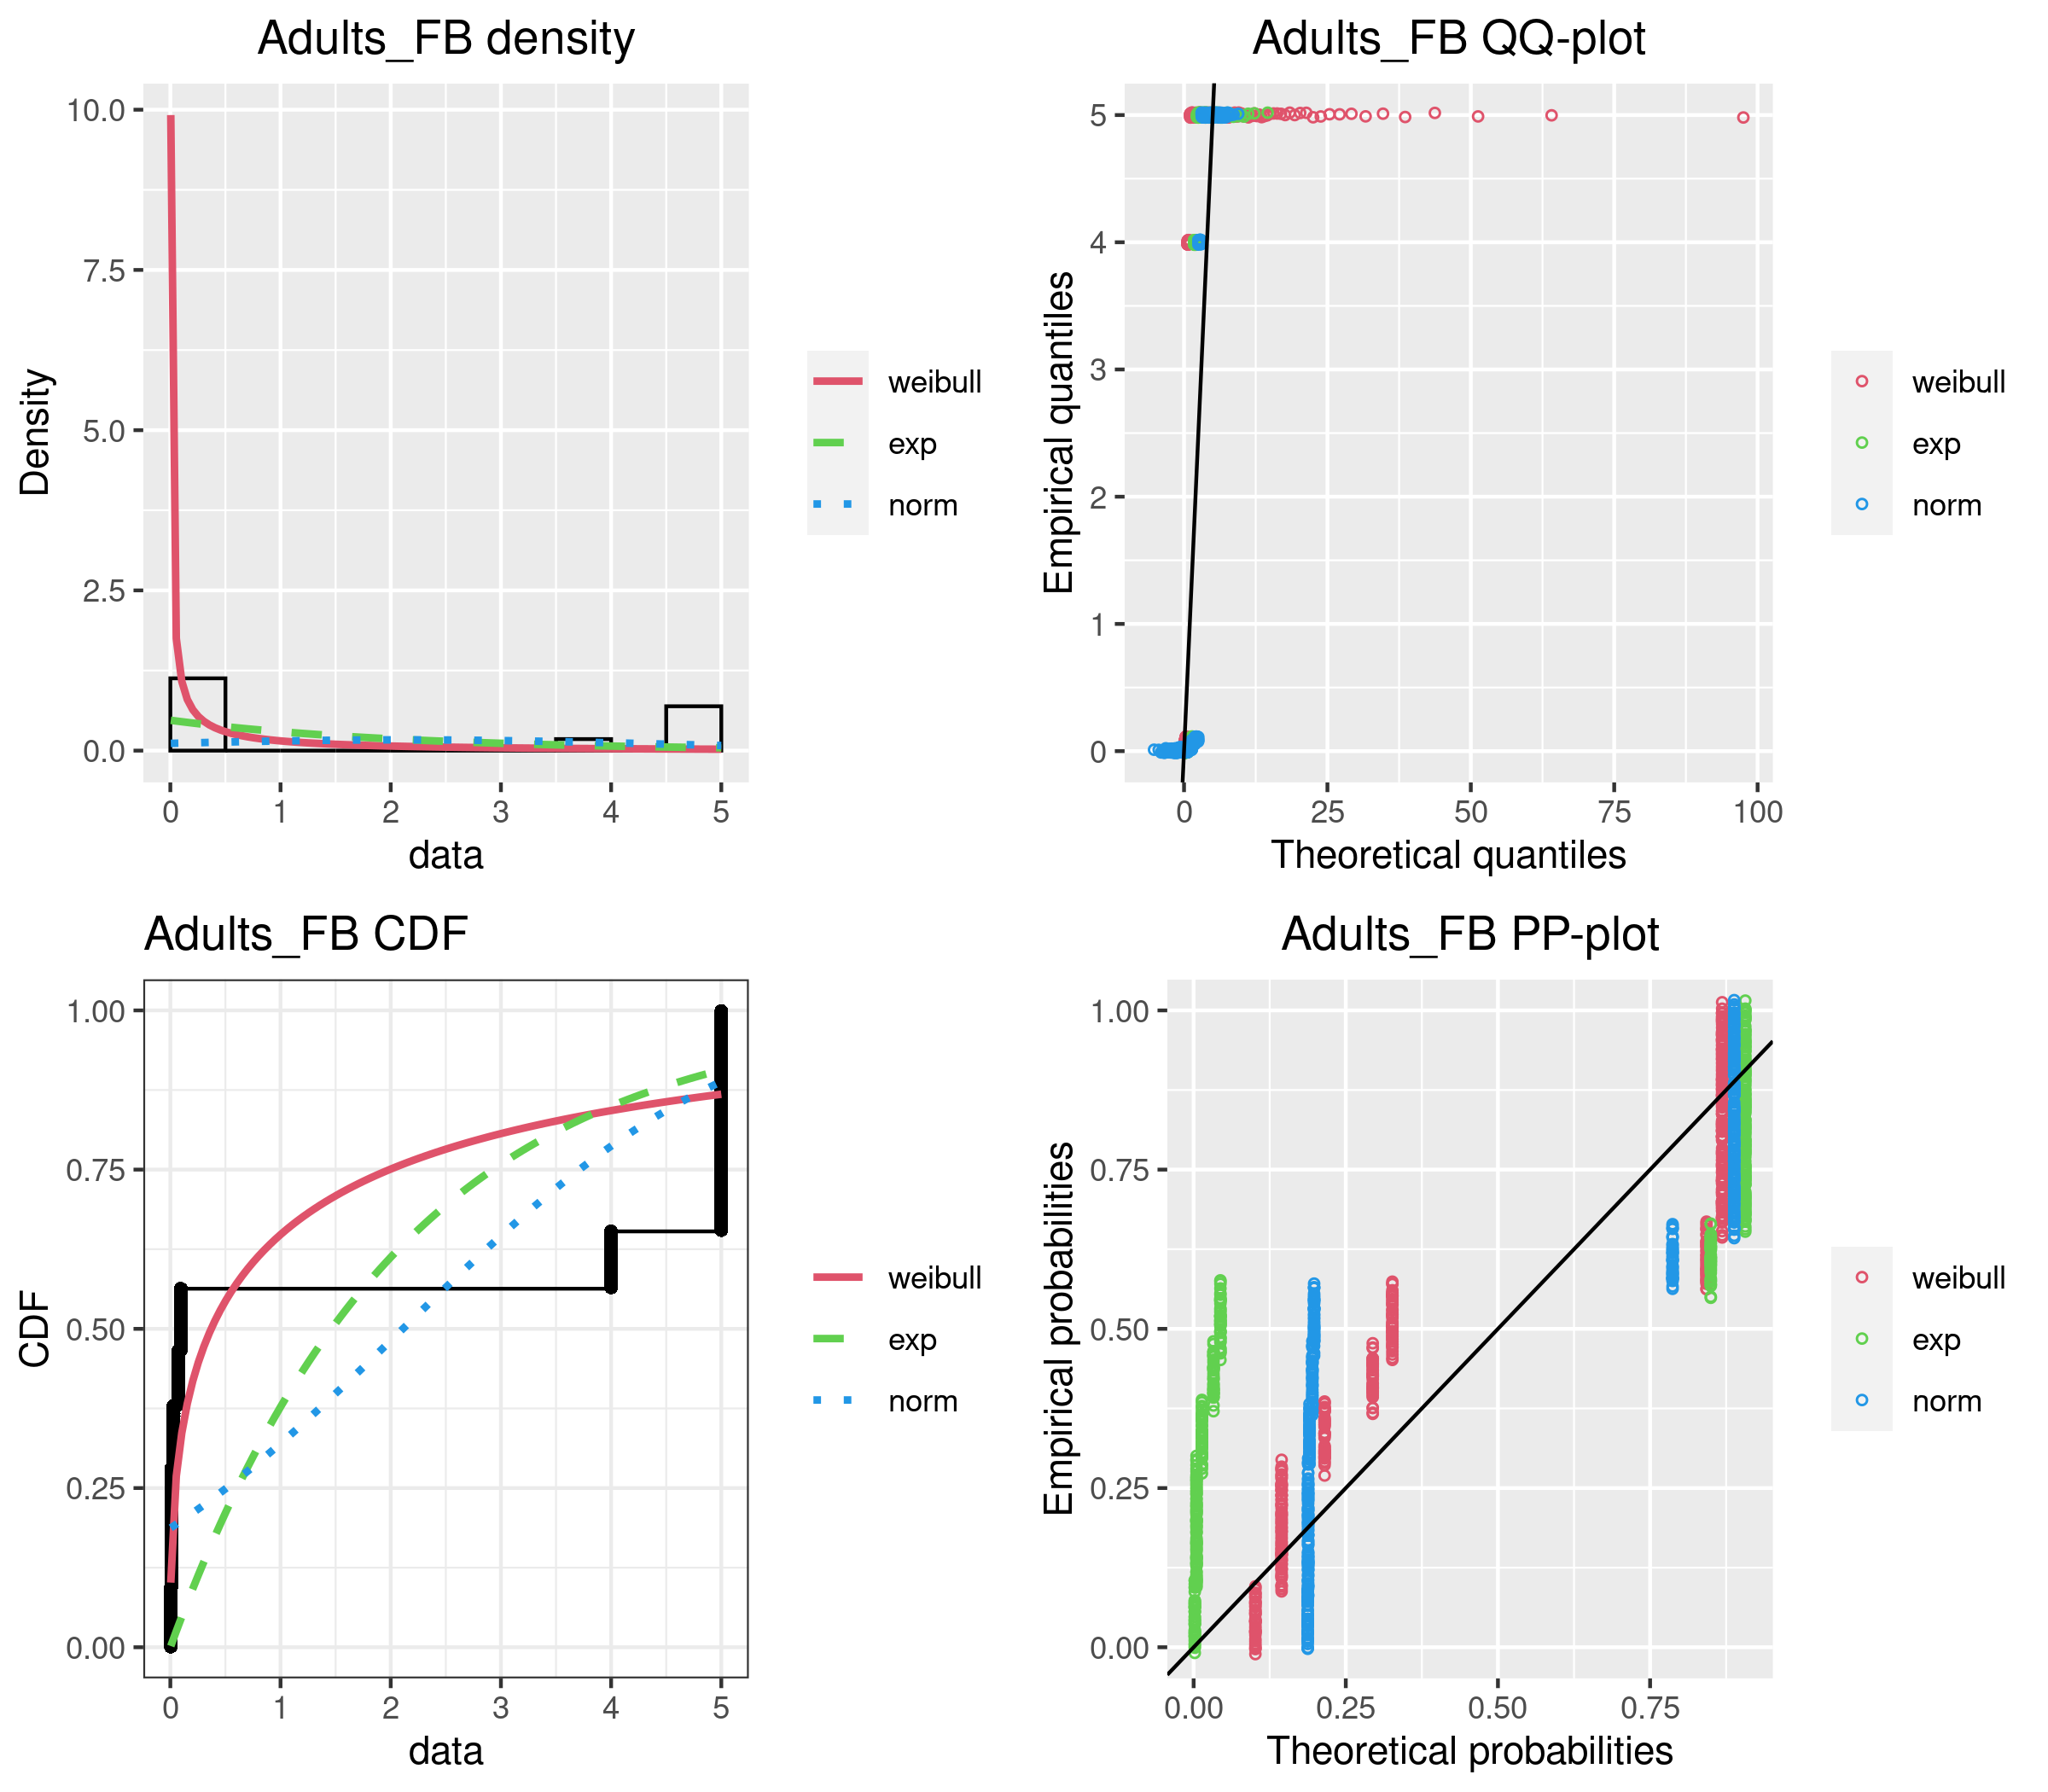 Adults_FB density
10.0
7.5
5.0
2.5
0.0
Density
0 1 2 3 4 5
data
weibull
exp
norm
Adults_FB QQ-plot
5
4
3
2
1
0
Empirical quantiles
0 25 50 75 100
Theoretical quantiles
weibull
exp
norm
Adults_FB CDF
1.00
0.75
0.50
0.25
0.00
CDF
0 1 2 3 4 5
data
weibull
exp
norm
Adults_FB PP-plot
1.00
0.75
0.50
0.25
0.00
Empirical probabilities
0.00 0.25 0.50 0.75
Theoretical probabilities
weibull
exp
norm